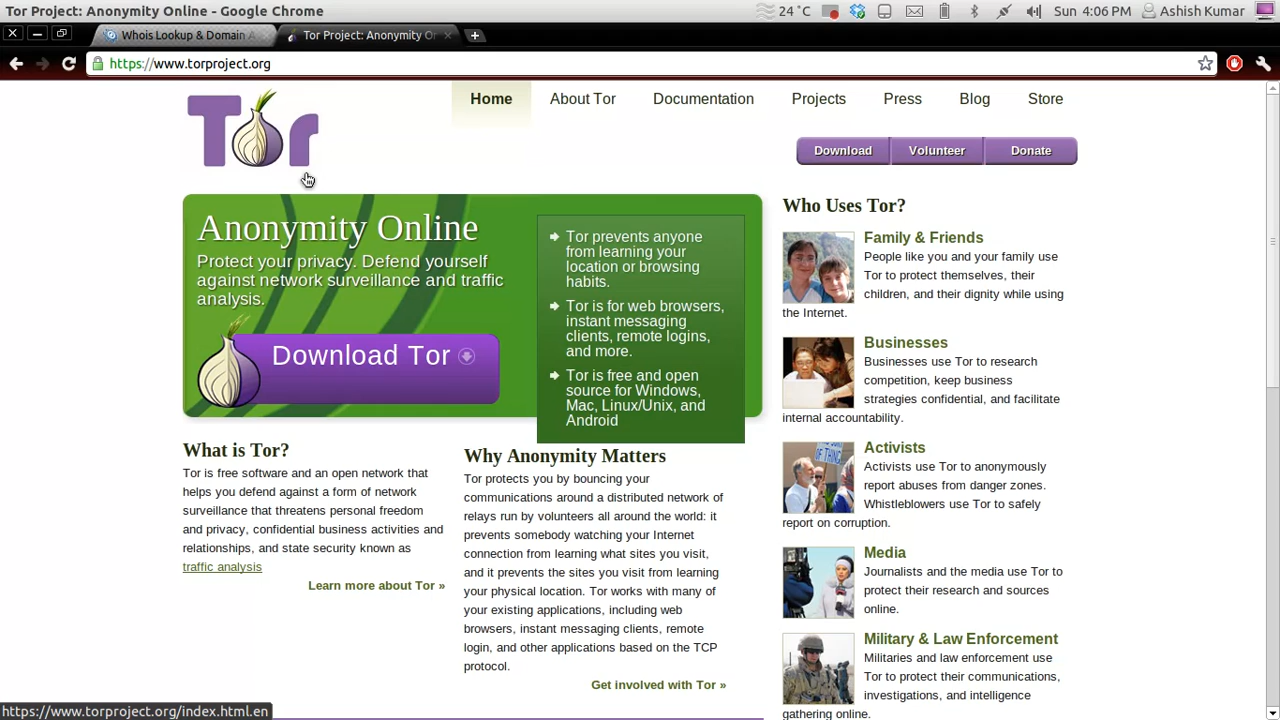 Tor Project: Anonymity Online - Google Chrome
24 °C
Sun 4:06 PM
Ashish Kumar
Whois Lookup & Domain
Tor Project: Anonymity Or
https://www.torproject.org
Tor
Home
About Tor
Documentation
Projects
Press
Blog
Store
Download
Volunteer
Donate
Anonymity Online
Protect your privacy. Defend yourself
against network surveillance and traffic
analysis.
Download Tor
Tor prevents anyone
from learning your
location or browsing
habits.
Tor is for web browsers,
instant messaging
clients, remote logins,
and more.
Tor is free and open
source for Windows,
Mac, Linux/Unix, and
Android
What is Tor?
Tor is free software and an open network that
helps you defend against a form of network
surveillance that threatens personal freedom
and privacy, confidential business activities and
relationships, and state security known as
traffic analysis
Learn more about Tor »
Why Anonymity Matters
Tor protects you by bouncing your
communications around a distributed network of
relays run by volunteers all around the world: it
prevents somebody watching your Internet
connection from learning what sites you visit,
and it prevents the sites you visit from learning
your physical location. Tor works with many of
your existing applications, including web
browsers, instant messaging clients, remote
login, and other applications based on the TCP
protocol.
Get involved with Tor »
Who Uses Tor?
Family & Friends
People like you and your family use
Tor to protect themselves, their
children, and their dignity while using
the Internet.
Businesses
Businesses use Tor to research
competition, keep business
strategies confidential, and facilitate
internal accountability.
Activists
Activists use Tor to anonymously
report abuses from danger zones.
Whistleblowers use Tor to safely
report on corruption.
Media
Journalists and the media use Tor to
protect their research and sources
online.
Military & Law Enforcement
Militaries and law enforcement use
Tor to protect their communications,
investigations, and intelligence
gathering online.
https://www.torproject.org/index.html.en